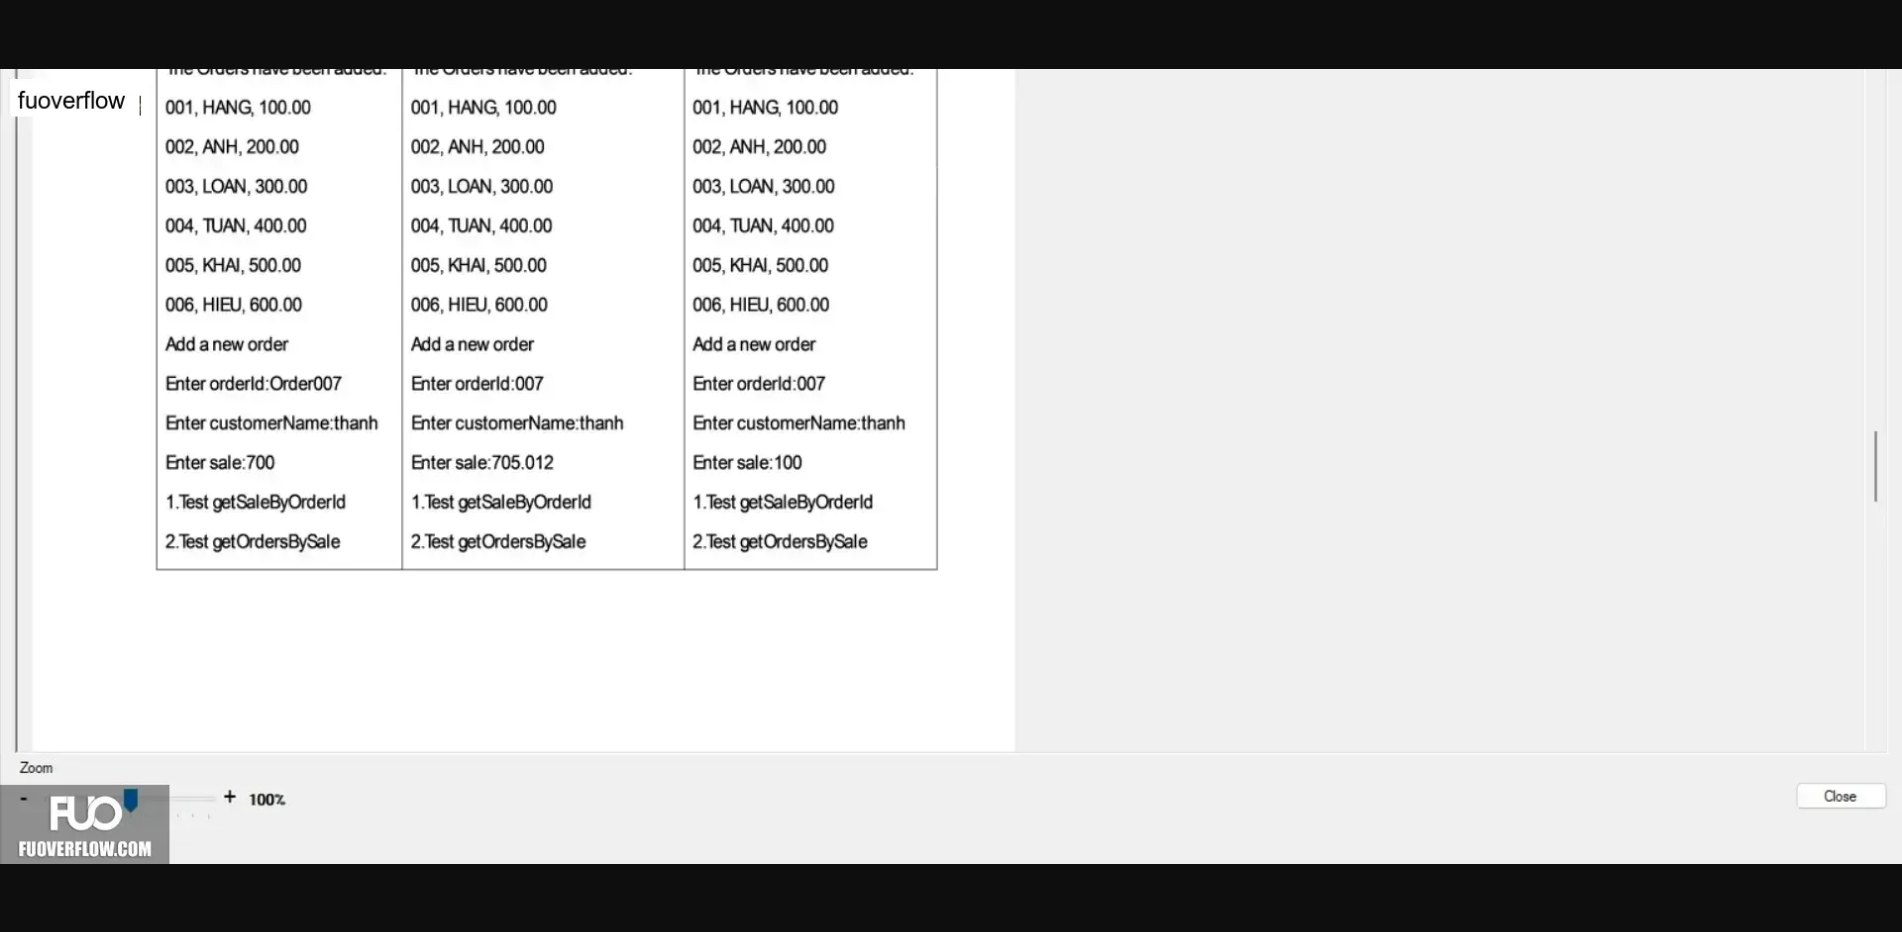 The Orders have been added: The Orders have been added: The Orders have been added:
fuoverflow
001, HANG, 100.00 001, HANG, 100.00 001, HANG, 100.00
002, ANH, 200.00 002, ANH, 200.00 002, ANH, 200.00
003, LOAN, 300.00 003, LOAN, 300.00 003, LOAN, 300.00
004, TUAN, 400.00 004, TUAN, 400.00 004, TUAN, 400.00
005, KHAI, 500.00 005, KHAI, 500.00 005, KHAI, 500.00
006, HIEU, 600.00 006, HIEU, 600.00 006, HIEU, 600.00
Add a new order Add a new order Add a new order
Enter orderId:Order007 Enter orderId:007 Enter orderId:007
Enter customerName:thanh Enter customerName:thanh Enter customerName:thanh
Enter sale:700 Enter sale:705.012 Enter sale:100
1.Test getSaleByOrderId 1.Test getSaleByOrderId 1.Test getSaleByOrderId
2.Test getOrdersBySale 2.Test getOrdersBySale 2.Test getOrdersBySale
Zoom
- + 100%
Close
FUO
FUOVERFLOW.COM